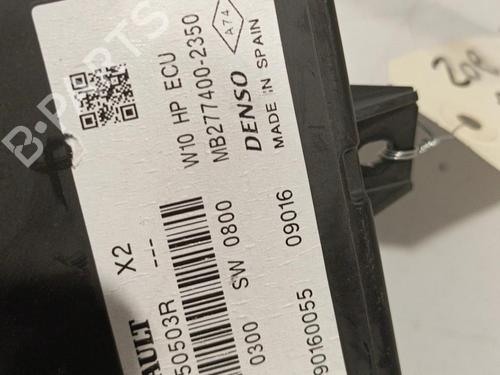 W10 HP ECU
MB277400-2350
DENSO
MADE IN SPAIN
A74
X2
---
AULT
50503R
0300 SW 0800
90160055 09016
B-PARTS